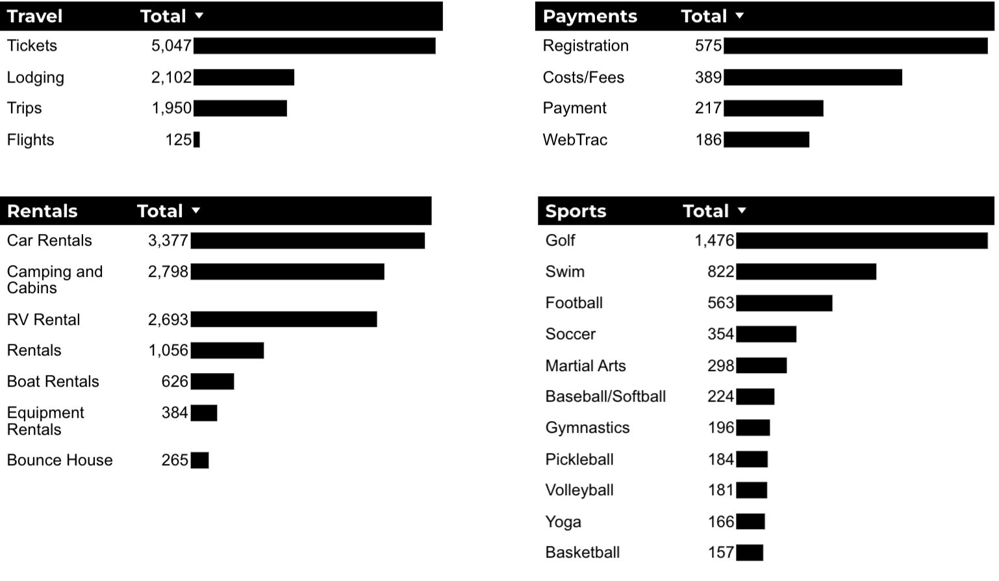 Travel Total ▼
Tickets 5,047
Lodging 2,102
Trips 1,950
Flights 125
Payments Total ▼
Registration 575
Costs/Fees 389
Payment 217
WebTrac 186
Rentals Total ▼
Car Rentals 3,377
Camping and 2,798
Cabins
RV Rental 2,693
Rentals 1,056
Boat Rentals 626
Equipment 384
Rentals
Bounce House 265
Sports Total ▼
Golf 1,476
Swim 822
Football 563
Soccer 354
Martial Arts 298
Baseball/Softball 224
Gymnastics 196
Pickleball 184
Volleyball 181
Yoga 166
Basketball 157